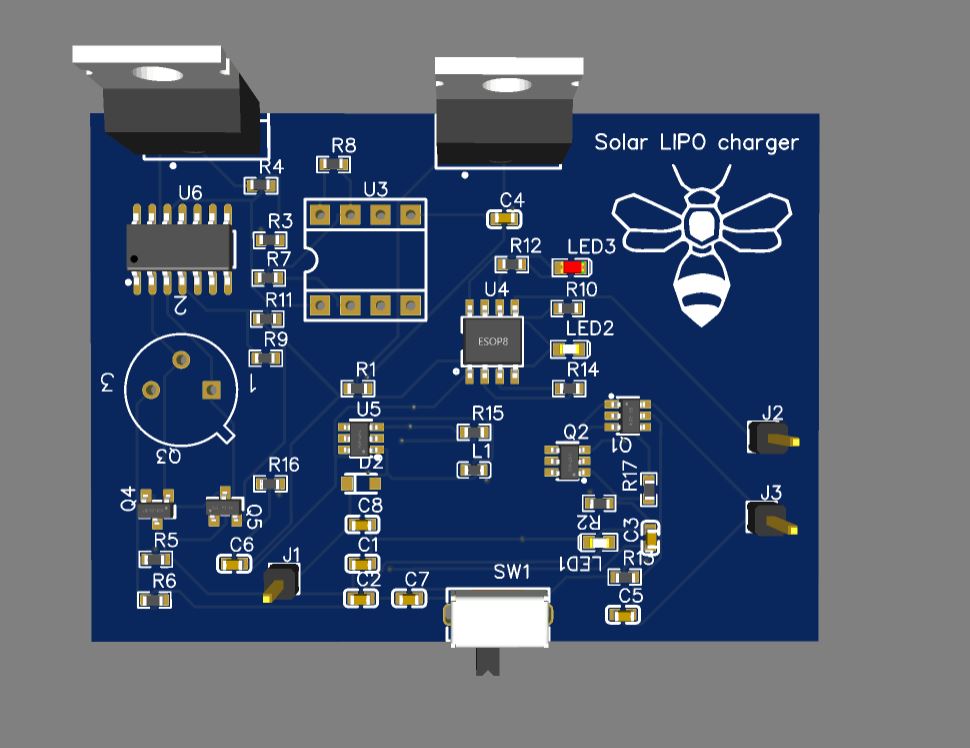 Solar LIPO charger
R8
R4
U6
U3
C4
R3
R12
LED3
R7
U4
R10
R11
2
ESOP8
LED2
R9
R1
R14
3
1
U5
R15
J2
Q2
Q1
Q3
D2
L1
R16
R17
J3
Q4
Q5
C8
R2
C3
R5
C6
J1
C1
LED1
R13
SW1
R6
C2
C7
C5